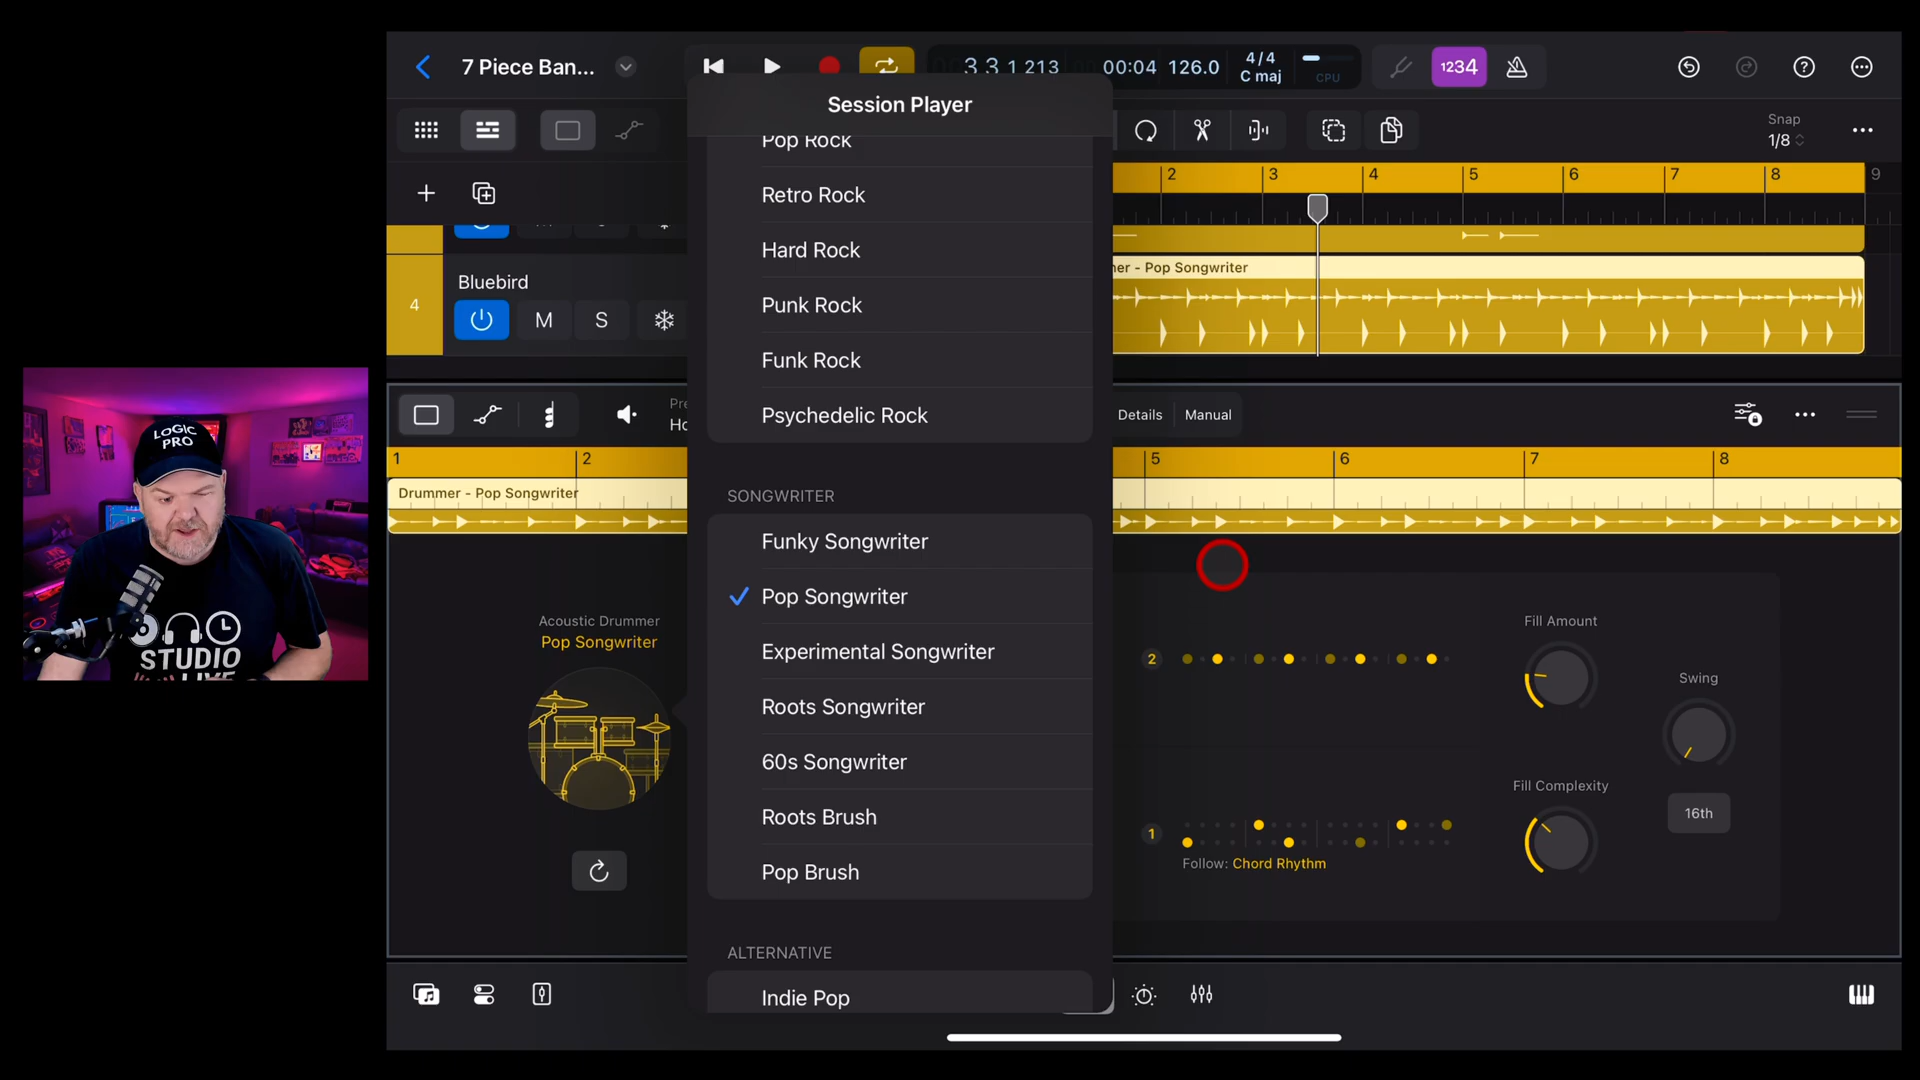 7 Piece Ban...
3 3 1 213
00:04
126.0
4/4
C maj
CPU
1234
Session Player
Snap
1/8
Pop Rock
Retro Rock
Hard Rock
Punk Rock
Funk Rock
Psychedelic Rock
2
3
4
5
6
7
8
9
Bluebird
4
M
S
er - Pop Songwriter
Details
Manual
1
2
5
6
7
8
Drummer - Pop Songwriter
SONGWRITER
Funky Songwriter
Pop Songwriter
Experimental Songwriter
Roots Songwriter
60s Songwriter
Roots Brush
Pop Brush
ALTERNATIVE
Indie Pop
Acoustic Drummer
Pop Songwriter
2
1
Follow: Chord Rhythm
Fill Amount
Swing
Fill Complexity
16th
LOGIC
PRO
STUDIO
LIVE